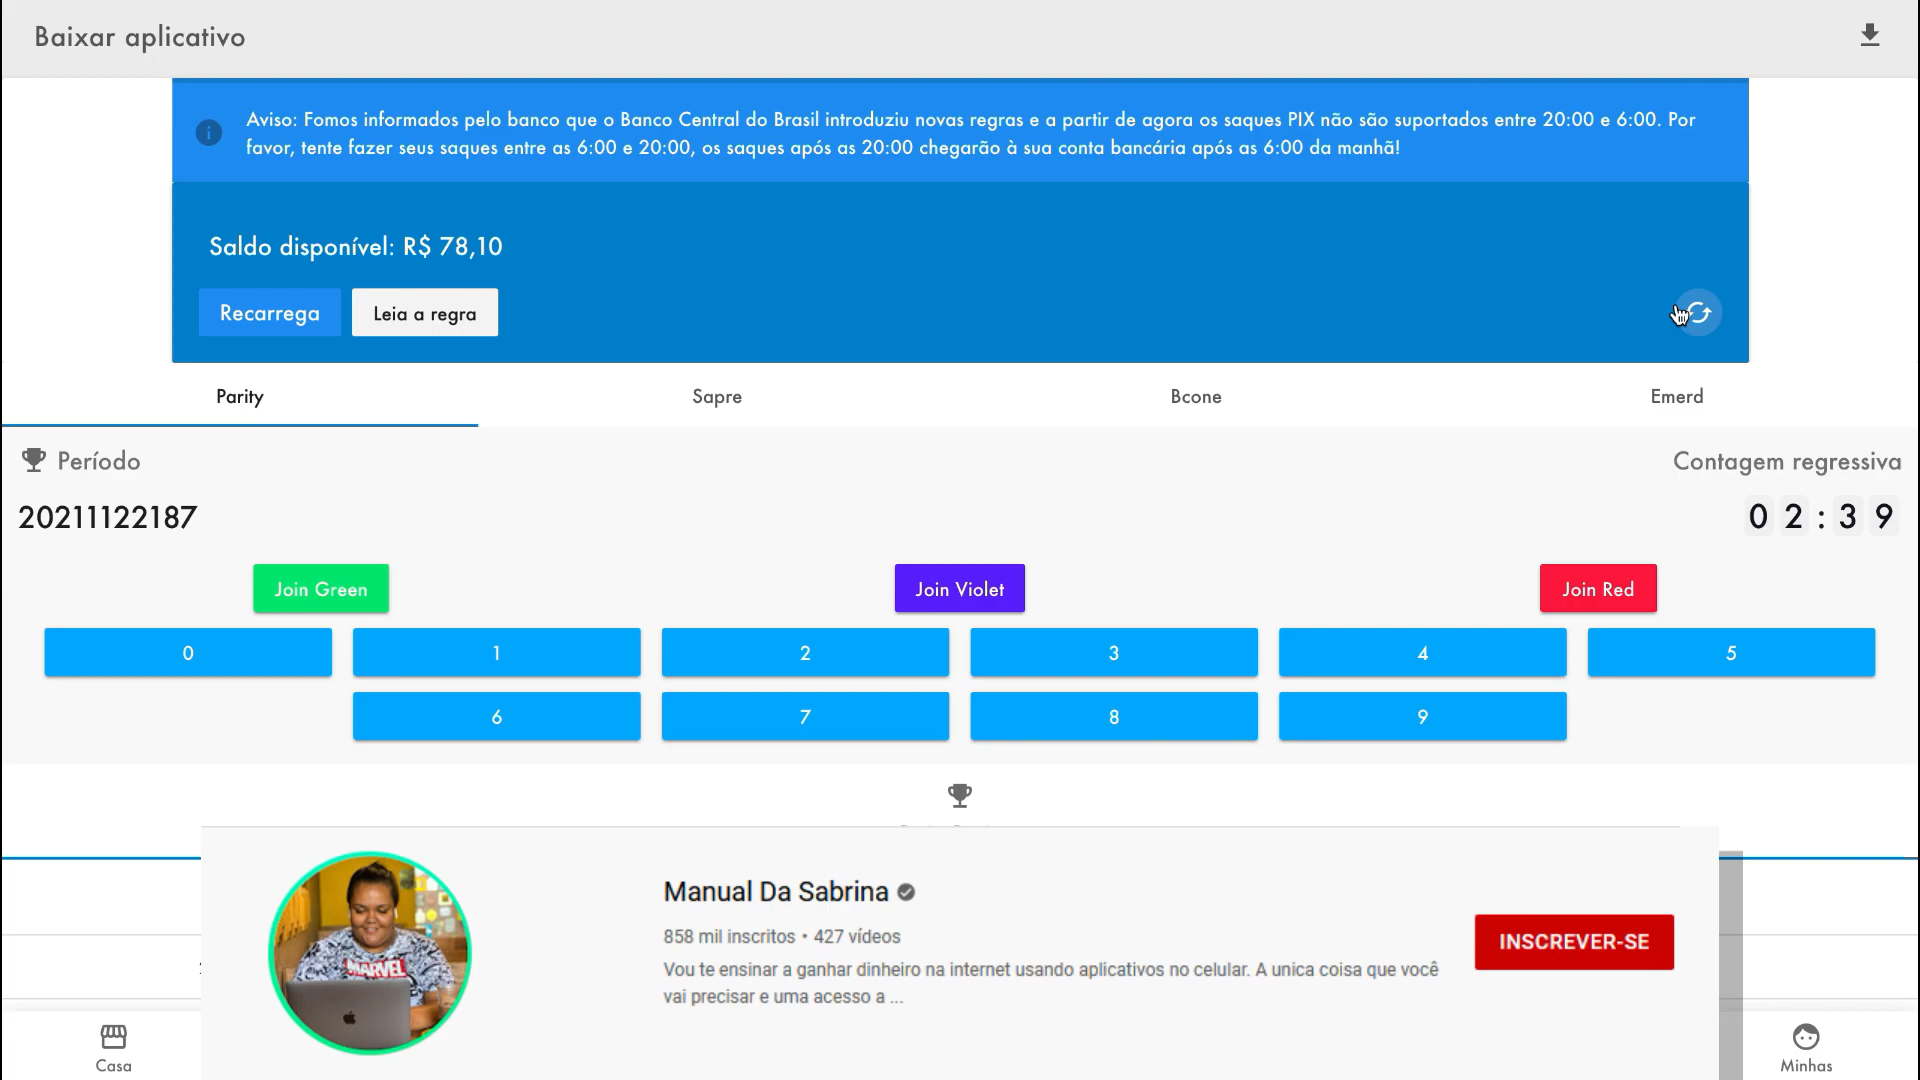 Baixar aplicativo
Aviso: Fomos informados pelo banco que o Banco Central do Brasil introduziu novas regras e a partir de agora os saques PIX não são suportados entre 20:00 e 6:00. Por
favor, tente fazer seus saques entre as 6:00 e 20:00, os saques após as 20:00 chegarão à sua conta bancária após as 6:00 da manhã!
Saldo disponível: R$ 78,10
Recarrega
Leia a regra
Parity
Sapre
Bcone
Emerd
Período
Contagem regressiva
20211122187
02:39
Join Green
Join Violet
Join Red
0
1
2
3
4
5
6
7
8
9
Manual Da Sabrina
858 mil inscritos • 427 vídeos
Vou te ensinar a ganhar dinheiro na internet usando aplicativos no celular. A unica coisa que você
vai precisar e uma acesso a ...
INSCREVER-SE
MARVEL
Casa
Minhas